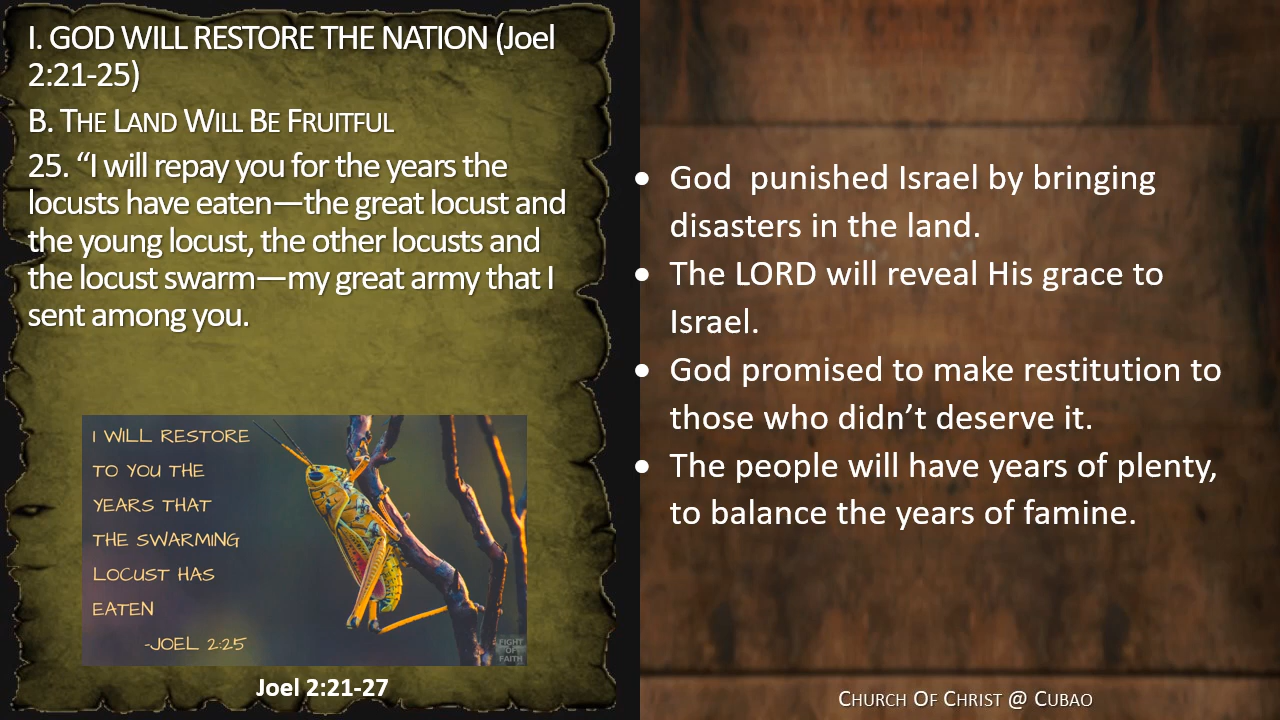 I. GOD WILL RESTORE THE NATION (Joel
2:21-25)
B. THE LAND WILL BE FRUITFUL
25. “I will repay you for the years the
locusts have eaten—the great locust and
the young locust, the other locusts and
the locust swarm—my great army that I
sent among you.
I WILL RESTORE
TO YOU THE
YEARS THAT
THE SWARMING
LOCUST HAS
EATEN
-JOEL 2:25
FIGHT
OF
FAITH
Joel 2:21-27
• God  punished Israel by bringing
disasters in the land.
• The LORD will reveal His grace to
Israel.
• God promised to make restitution to
those who didn’t deserve it.
• The people will have years of plenty,
to balance the years of famine.
CHURCH OF CHRIST @ CUBAO